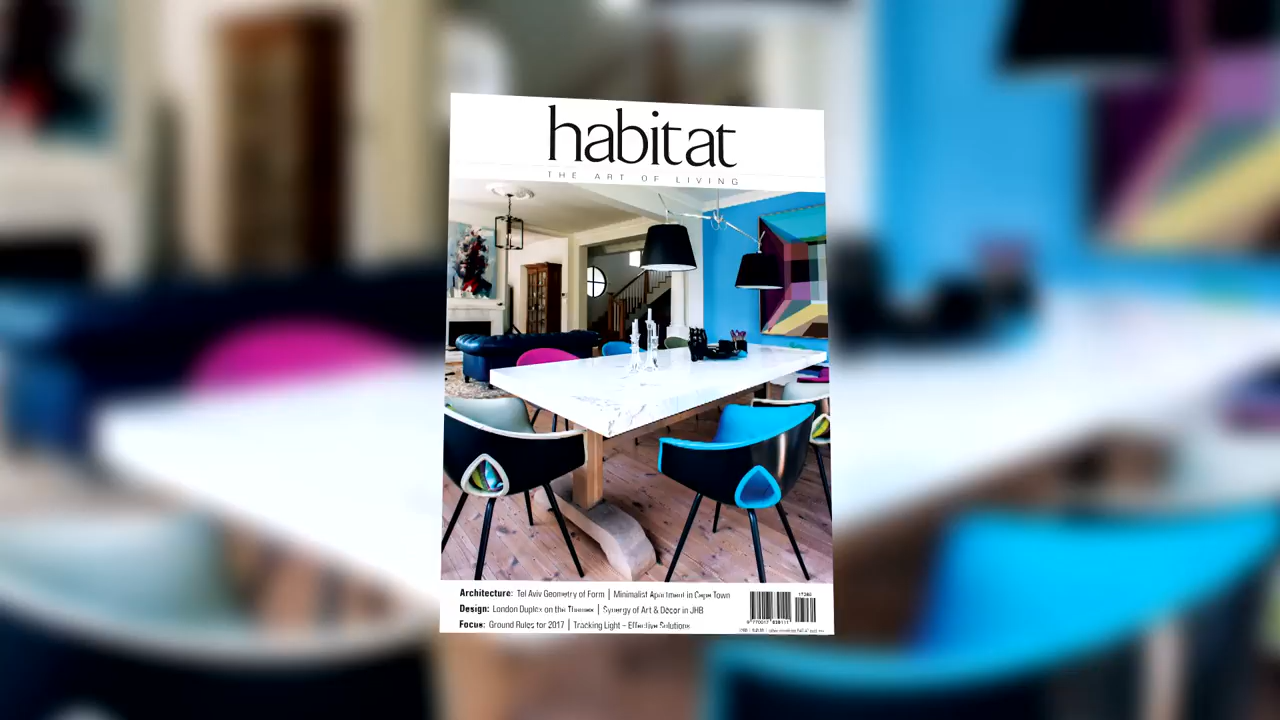 habitat
THE ART OF LIVING
Architecture: Tel Aviv Geometry of Form | Minimalist Apartment in Cape Town
Design: London Duplex on the Thames | Synergy of Art & Décor in JHB
Focus: Ground Rules for 2017 | Tracking Light – Effective Solutions